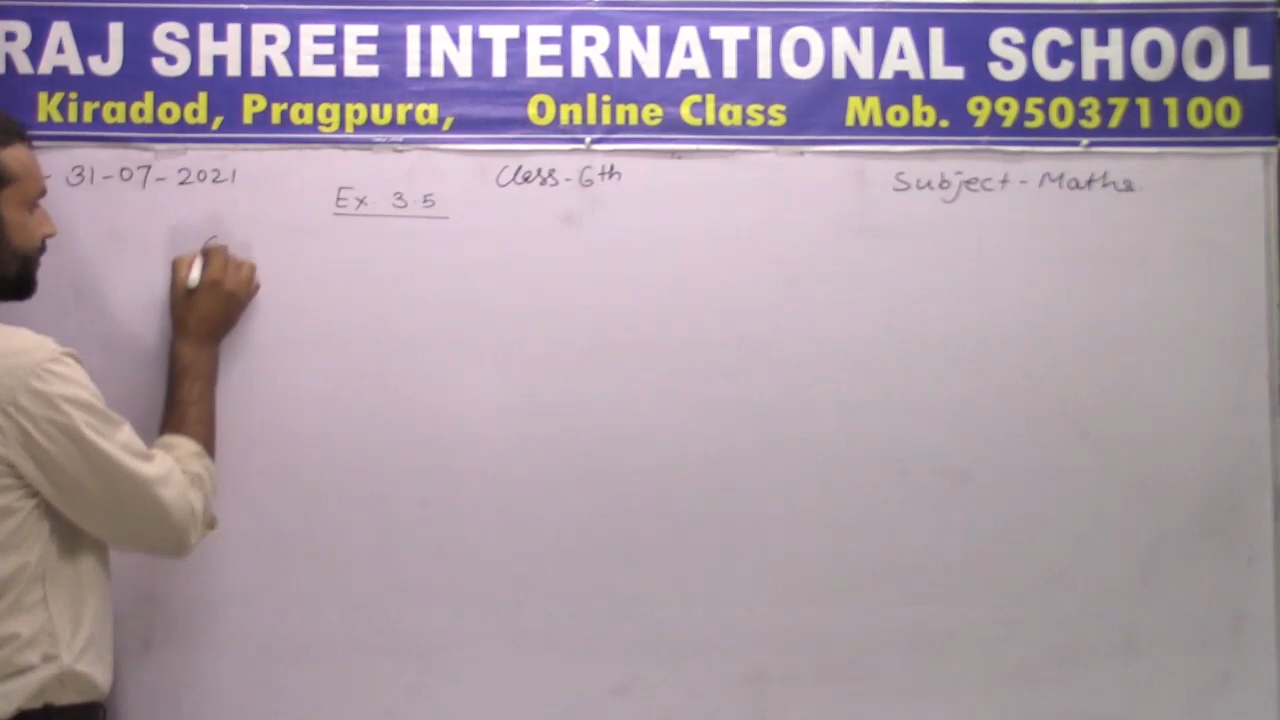 RAJ SHREE INTERNATIONAL SCHOOL
Kiradod, Pragpura, Online Class Mob. 9950371100
- 31-07-2021 Class-6th Subject-Maths.
Ex. 3.5